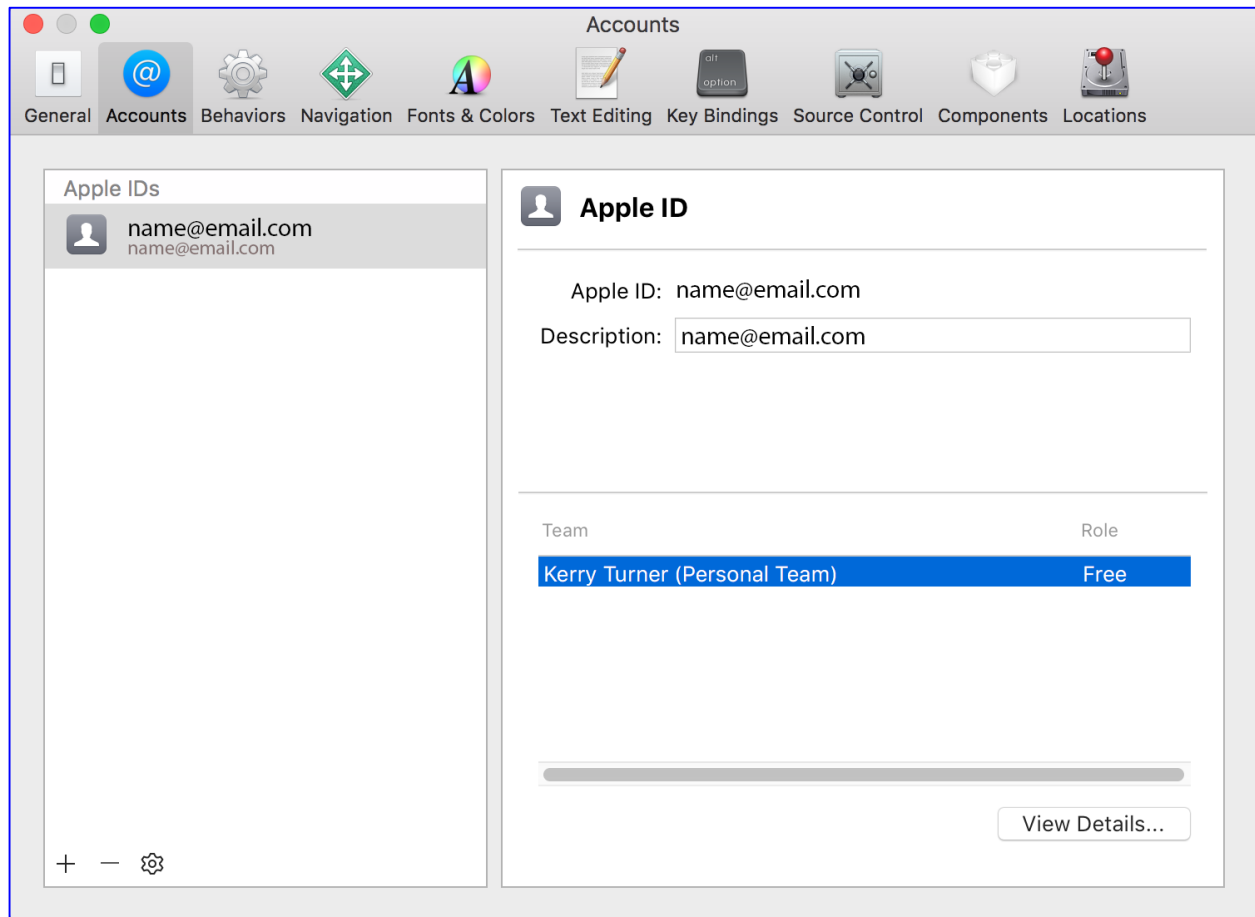 Accounts
@
alt
option
General Accounts Behaviors Navigation Fonts & Colors Text Editing Key Bindings Source Control Components Locations
Apple IDs
name@email.com
name@email.com
Apple ID
Apple ID: name@email.com
Description: name@email.com
Team Role
Kerry Turner (Personal Team) Free
View Details...